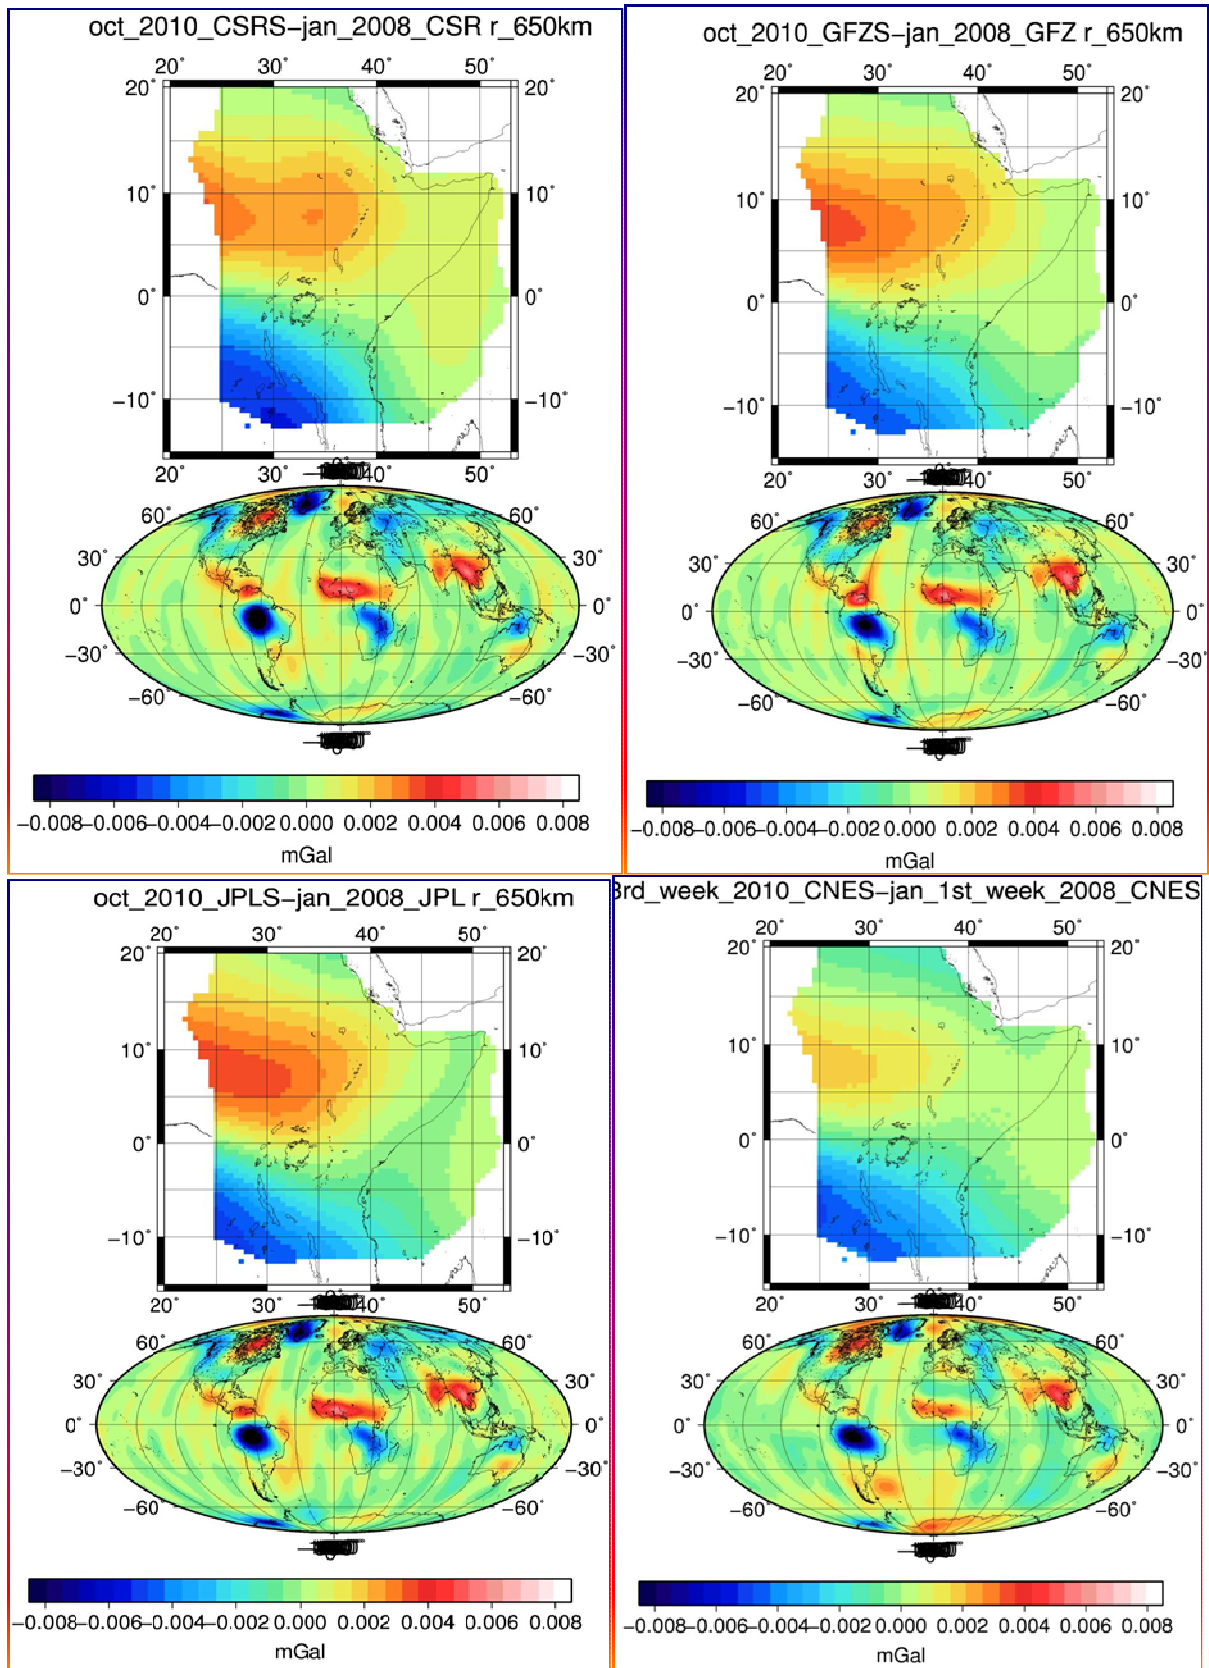 oct_2010_CSRS−jan_2008_CSR r_650km
20˚ 30˚ 40˚ 50˚
20˚ 20˚
10˚ 10˚
0˚ 0˚
−10˚ −10˚
20˚ 30˚ 40˚ 50˚
60˚ 60˚
30˚ 30˚
0˚ 0˚
−30˚ −30˚
−60˚ −60˚
−0.008 −0.006 −0.004 −0.002 0.000 0.002 0.004 0.006 0.008
mGal
oct_2010_GFZS−jan_2008_GFZ r_650km
20˚ 30˚ 40˚ 50˚
20˚ 20˚
10˚ 10˚
0˚ 0˚
−10˚ −10˚
20˚ 30˚ 40˚ 50˚
60˚ 60˚
30˚ 30˚
0˚ 0˚
−30˚ −30˚
−60˚ −60˚
−0.008 −0.006 −0.004 −0.002 0.000 0.002 0.004 0.006 0.008
mGal
oct_2010_JPLS−jan_2008_JPL r_650km
20˚ 30˚ 40˚ 50˚
20˚ 20˚
10˚ 10˚
0˚ 0˚
−10˚ −10˚
20˚ 30˚ 40˚ 50˚
60˚ 60˚
30˚ 30˚
0˚ 0˚
−30˚ −30˚
−60 −60˚
−0.008 −0.006 −0.004 −0.002 0.000 0.002 0.004 0.006 0.008
mGal
3rd_week_2010_CNES−jan_1st_week_2008_CNES
20˚ 30˚ 40˚ 50˚
20˚ 20˚
10˚ 10˚
0˚ 0˚
−10˚ −10˚
20˚ 30˚ 40˚ 50˚
60˚ 60˚
30˚ 30˚
0˚ 0˚
−30˚ −30˚
−60˚ −60˚
−0.008 −0.006 −0.004 −0.002 0.000 0.002 0.004 0.006 0.008
mGal